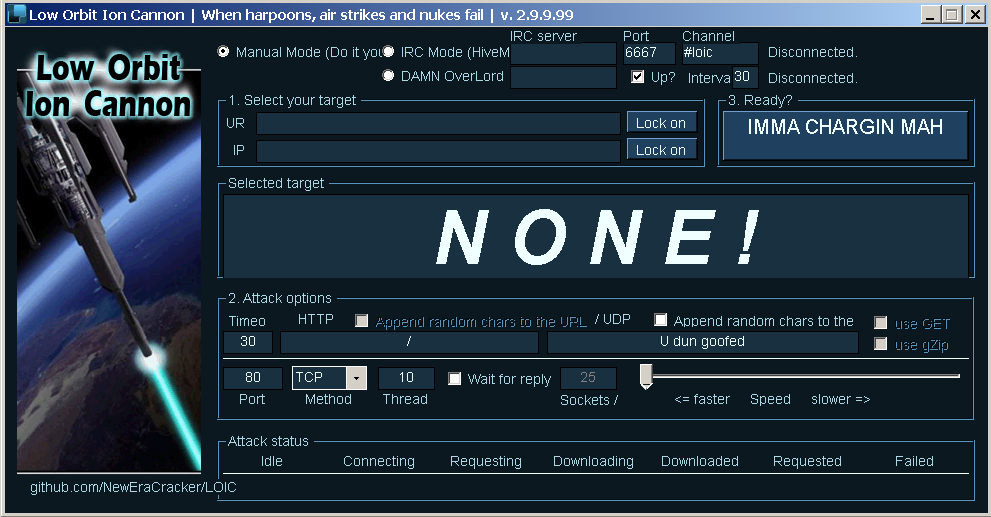 Low Orbit Ion Cannon | When harpoons, air strikes and nukes fail | v. 2.9.9.99
Low Orbit
Ion Cannon
IRC server Port Channel
Manual Mode (Do it you IRC Mode (HiveM 6667 #loic Disconnected.
DAMN OverLord Up? Interva 30 Disconnected.
1. Select your target
UR Lock on
IP Lock on
3. Ready?
IMMA CHARGIN MAH
Selected target
N O N E !
2. Attack options
Timeo HTTP Append random chars to the URL / UDP Append random chars to the use GET
30 / U dun goofed use gZip
80 TCP 10 Wait for reply 25
Port Method Thread Sockets / <= faster Speed slower =>
Attack status
Idle Connecting Requesting Downloading Downloaded Requested Failed
github.com/NewEraCracker/LOIC